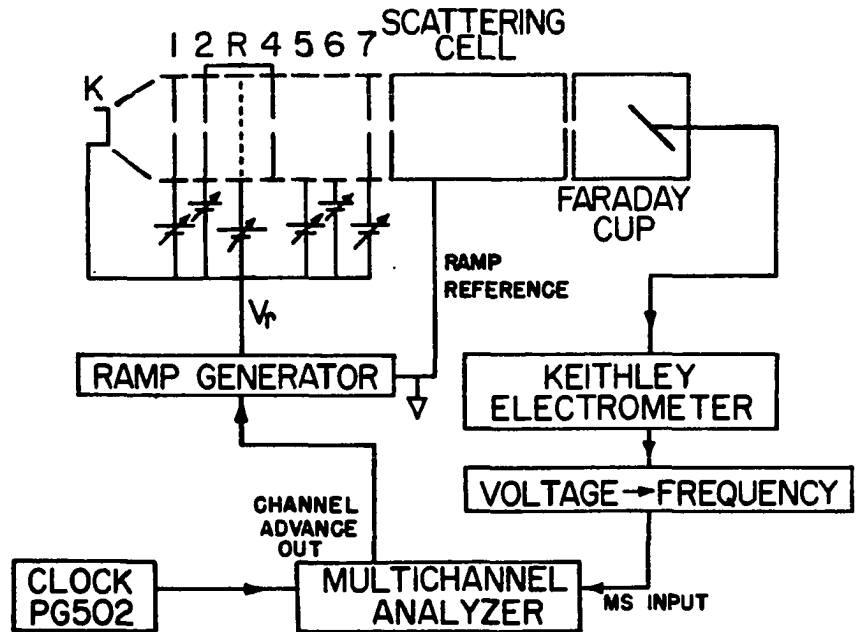 SCATTERING
CELL
1 2 R 4 5 6 7
K
FARADAY
CUP
RAMP
REFERENCE
Vr
RAMP GENERATOR
KEITHLEY
ELECTROMETER
VOLTAGE→FREQUENCY
CHANNEL
ADVANCE
OUT
CLOCK
PG502
MULTICHANNEL
ANALYZER
MS INPUT